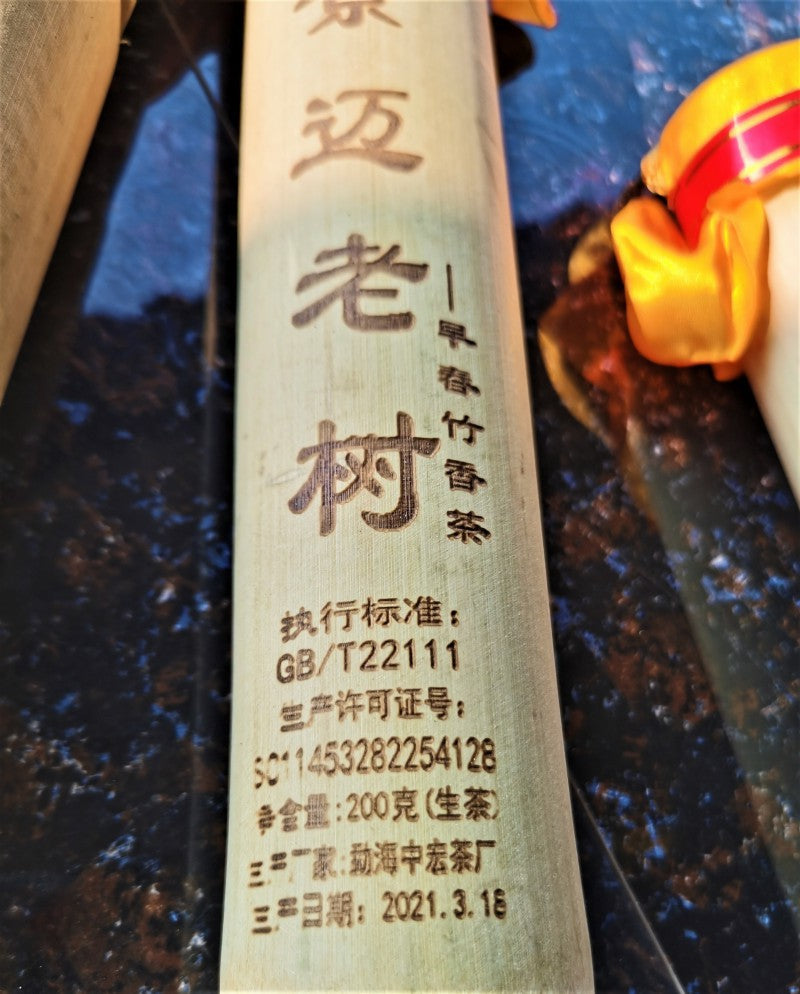 景迈老树
—早春竹香茶
执行标准：
GB/T22111
生产许可证号：
SC11453282254128
净含量：200克（生茶）
生产厂家：勐海中宏茶厂
生产日期：2021.3.18